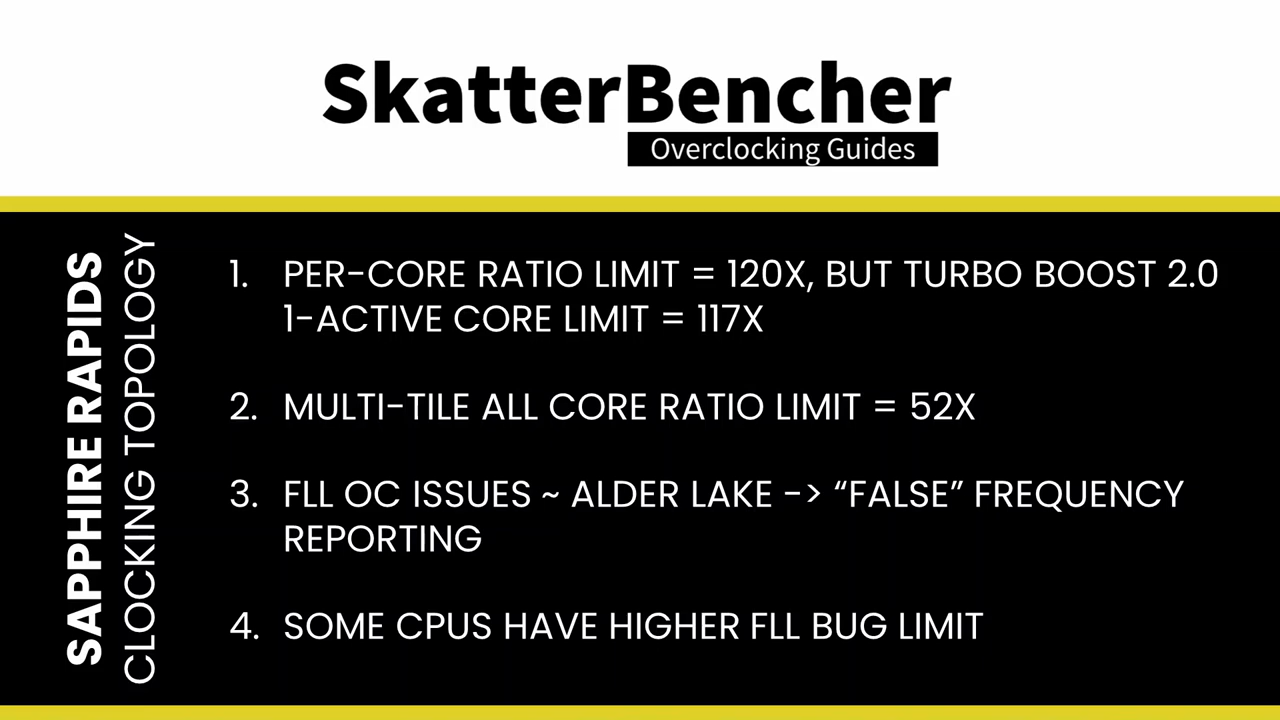 SkatterBencher
Overclocking Guides
SAPPHIRE RAPIDS
CLOCKING TOPOLOGY
1. PER-CORE RATIO LIMIT = 120X, BUT TURBO BOOST 2.0
1-ACTIVE CORE LIMIT = 117X
2. MULTI-TILE ALL CORE RATIO LIMIT = 52X
3. FLL OC ISSUES ~ ALDER LAKE -> “FALSE” FREQUENCY
REPORTING
4. SOME CPUS HAVE HIGHER FLL BUG LIMIT